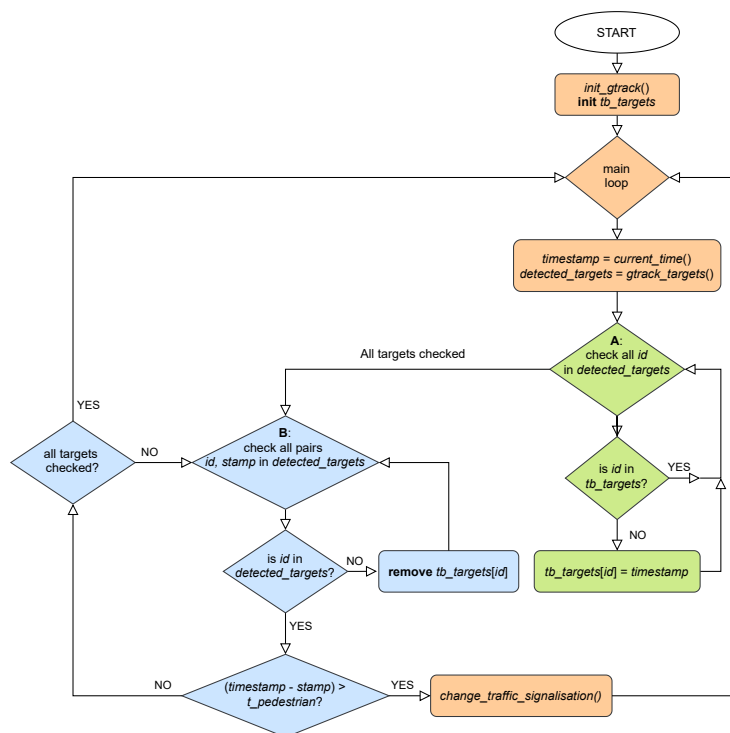 START
init_gtrack()
init tb_targets
main
loop
timestamp = current_time()
detected_targets = gtrack_targets()
A:
check all id
in detected_targets
All targets checked
YES
B:
check all pairs
id, stamp in detected_targets
all targets
checked?
NO
is id in
tb_targets?
YES
NO
is id in
detected_targets?
NO
remove tb_targets[id]
tb_targets[id] = timestamp
YES
NO
(timestamp - stamp) >
t_pedestrian?
YES
change_traffic_signalisation()